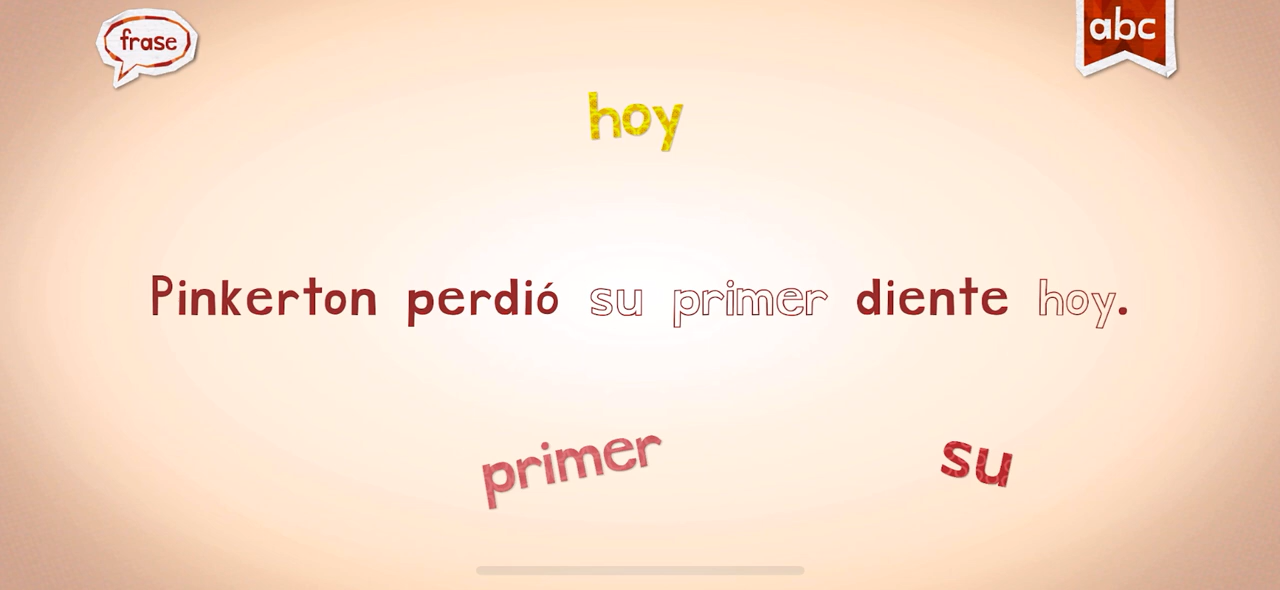 frase
abc
hoy
Pinkerton perdió su primer diente hoy.
primer
su